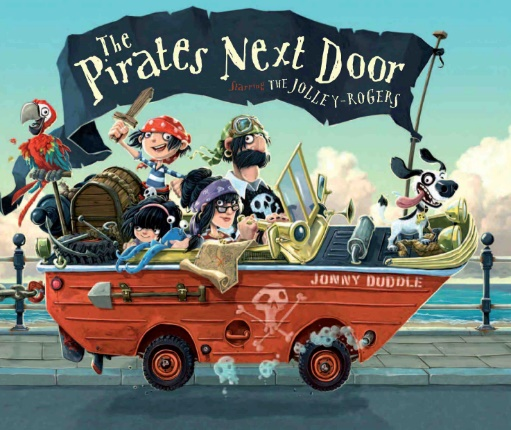 The
Pirates Next Door
Starring THE JOLLEY-ROGERS
JONNY DUDDLE